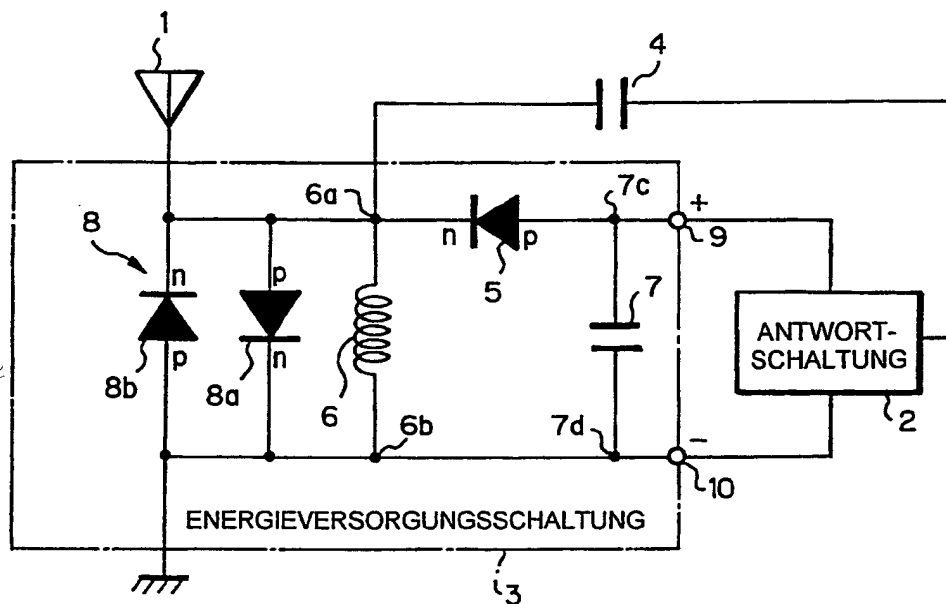 1
4
6a
7c
+
9
8
n
p
n
p
5
7
ANTWORT-
SCHALTUNG
8b
p
8a
n
6
6b
7d
-
10
2
ENERGIEVERSORGUNGSSCHALTUNG
3